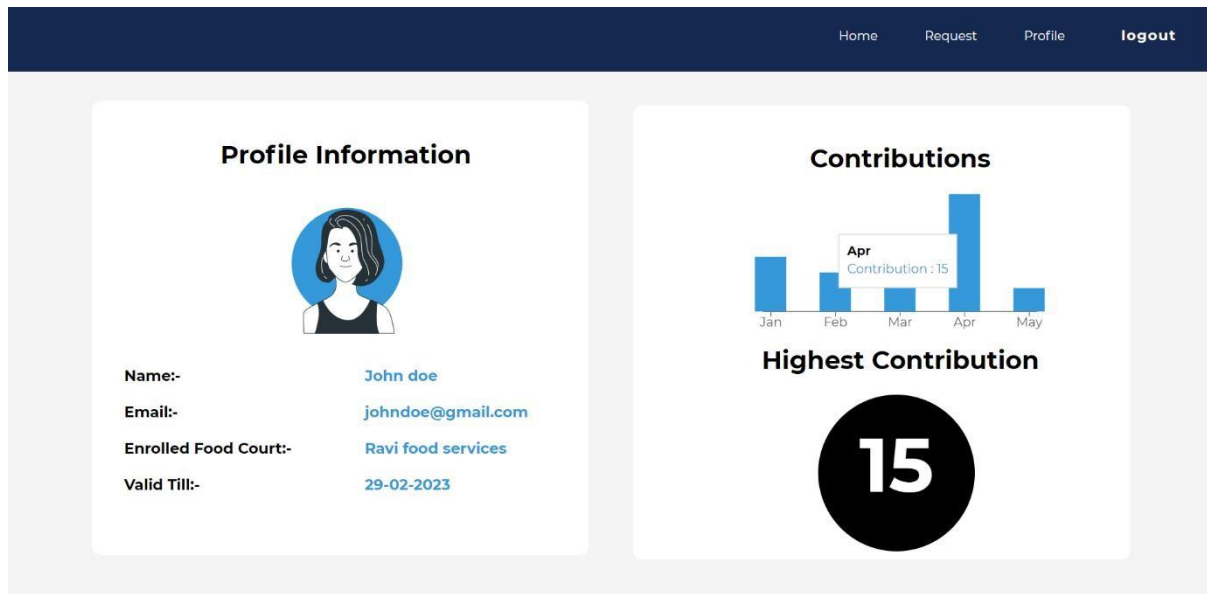 Home Request Profile logout
Profile Information
Name:- John doe
Email:- johndoe@gmail.com
Enrolled Food Court:- Ravi food services
Valid Till:- 29-02-2023
Contributions
Apr
Contribution : 15
Jan Feb Mar Apr May
Highest Contribution
15